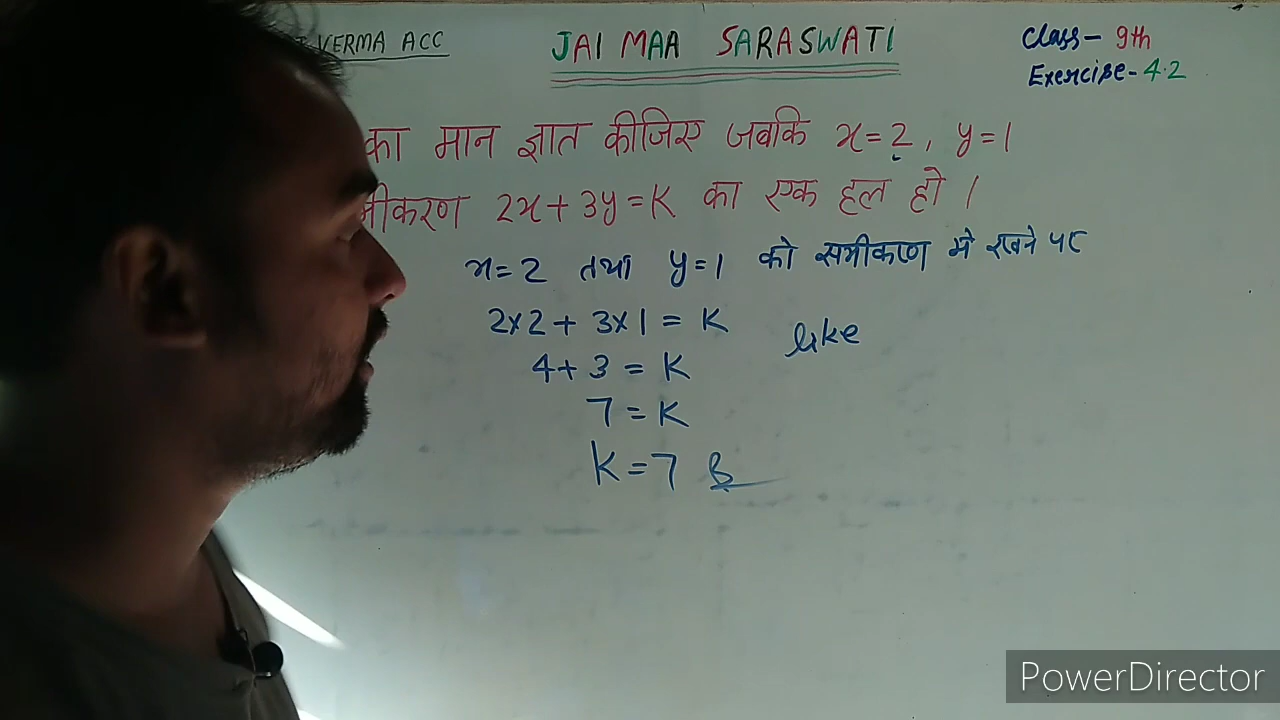 VERMA ACC
JAI MAA SARASWATI
Class- 9th
Exercise- 4.2
का मान ज्ञात कीजिए जबकि x=2, y=1
मीकरण 2x+3y=K का एक हल हो ।
x=2 तथा y=1 को समीकरण मे रखने पर
2x2 + 3x1 = K
like
4+3 = K
7 = K
K=7
PowerDirector